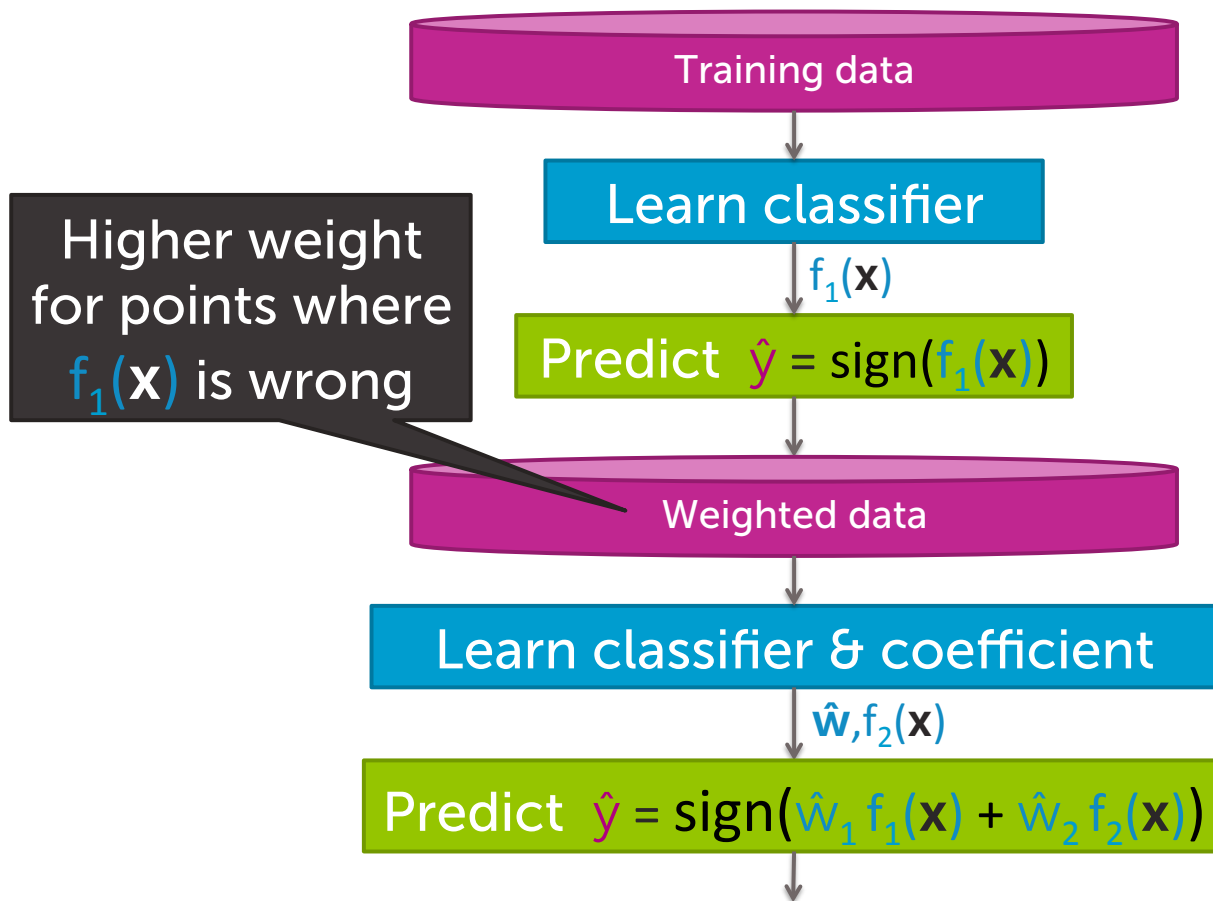 Training data
Learn classifier
f₁(x)
Higher weight
for points where
f₁(x) is wrong
Predict ŷ = sign(f₁(x))
Weighted data
Learn classifier & coefficient
ŵ,f₂(x)
Predict ŷ = sign(ŵ₁ f₁(x) + ŵ₂ f₂(x))